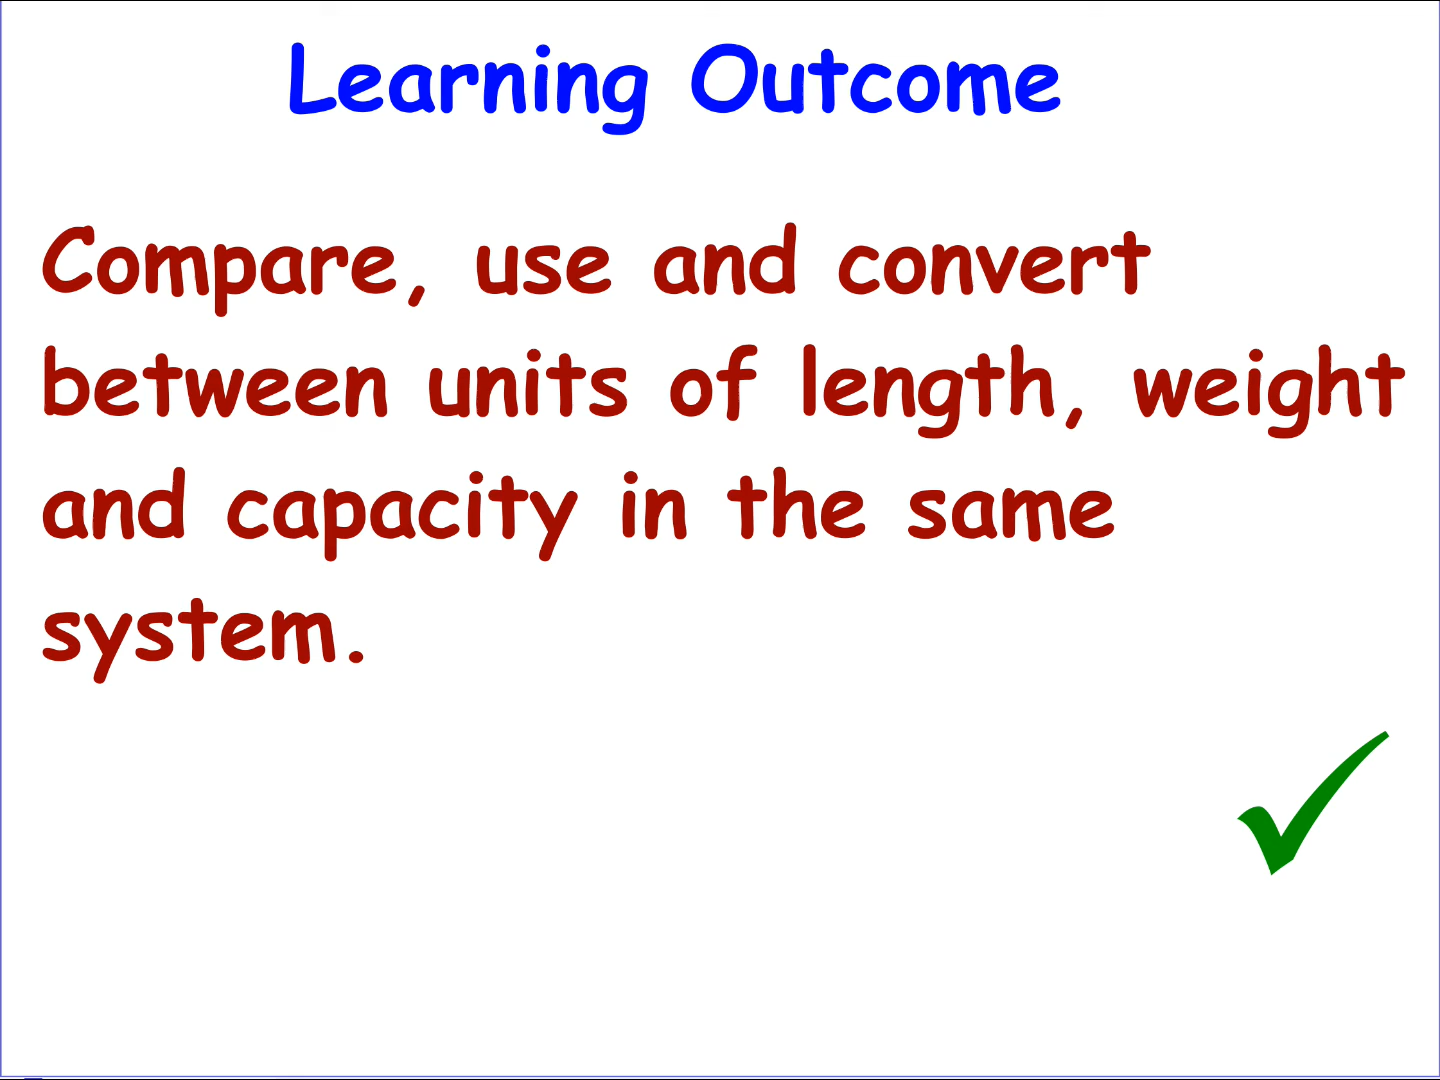 Learning Outcome
Compare, use and convert
between units of length, weight
and capacity in the same
system.